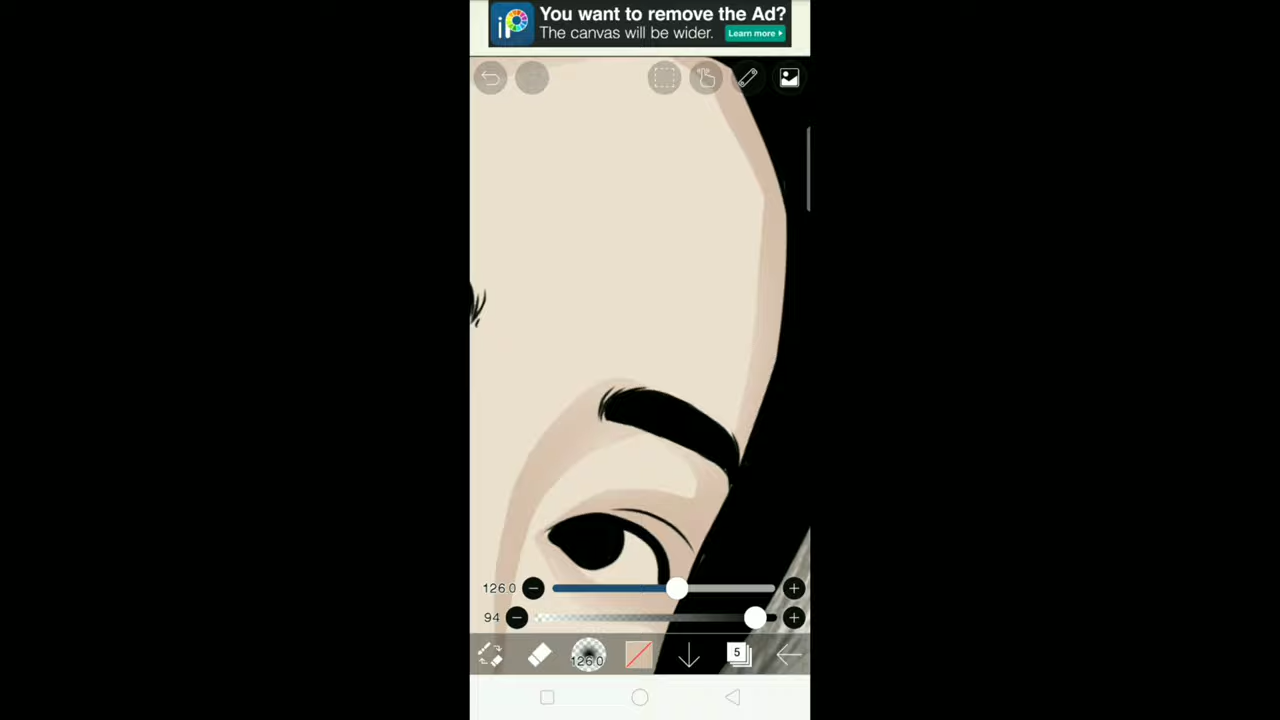 iP
You want to remove the Ad?
The canvas will be wider.
Learn more
126.0
94
126.0
5